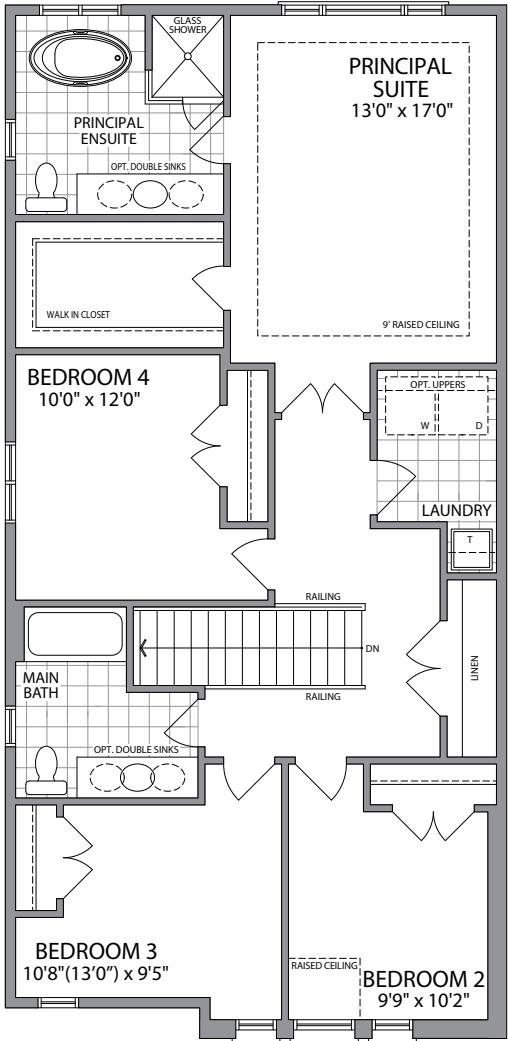 GLASS
SHOWER
PRINCIPAL
SUITE
13'0" x 17'0"
PRINCIPAL
ENSUITE
OPT. DOUBLE SINKS
WALK IN CLOSET
9' RAISED CEILING
BEDROOM 4
10'0" x 12'0"
OPT. UPPERS
W
D
LAUNDRY
T
RAILING
DN
RAILING
LINEN
MAIN
BATH
OPT. DOUBLE SINKS
BEDROOM 3
10'8"(13'0") x 9'5"
RAISED CEILING
BEDROOM 2
9'9" x 10'2"